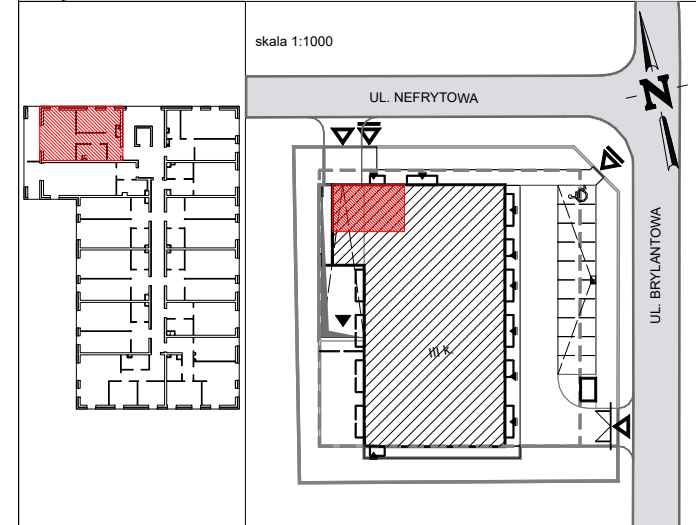 skala 1:1000
UL. NEFRYTOWA
N
UL. BRYLANTOWA
III k.